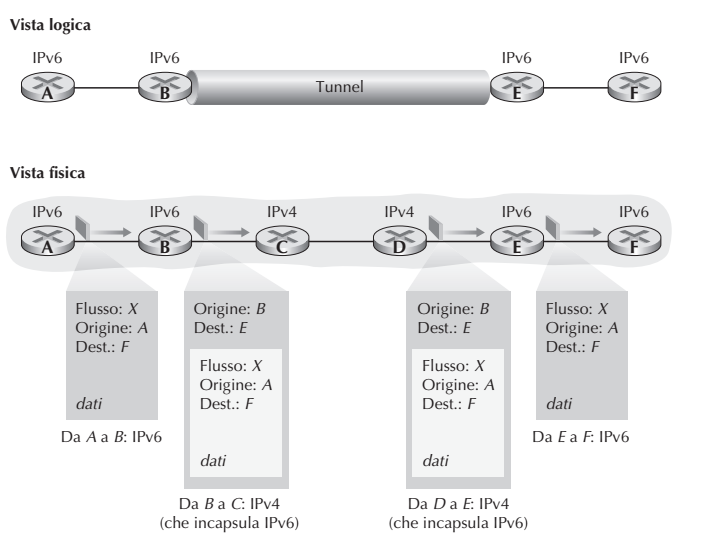 Vista logica
IPv6 IPv6 IPv6 IPv6
A B Tunnel E F
Vista fisica
IPv6 IPv6 IPv4 IPv4 IPv6 IPv6
A B C D E F
Flusso: X
Origine: A
Dest.: F
dati
Da A a B: IPv6
Origine: B
Dest.: E
Flusso: X
Origine: A
Dest.: F
dati
Da B a C: IPv4
(che incapsula IPv6)
Origine: B
Dest.: E
Flusso: X
Origine: A
Dest.: F
dati
Da D a E: IPv4
(che incapsula IPv6)
Flusso: X
Origine: A
Dest.: F
dati
Da E a F: IPv6